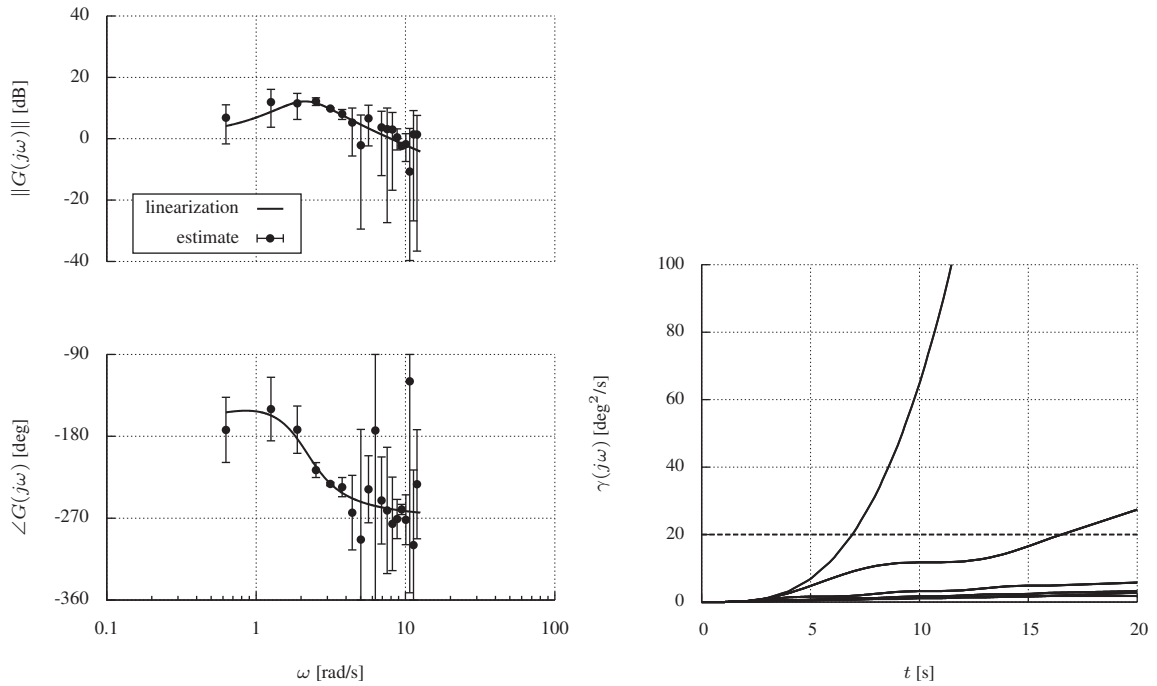 40
20
0
-20
-40
||G(jω)|| [dB]
linearization
estimate
-90
-180
-270
-360
∠G(jω) [deg]
0.1 1 10 100
ω [rad/s]
100
80
60
40
20
0
γ(jω) [deg²/s]
0 5 10 15 20
t [s]